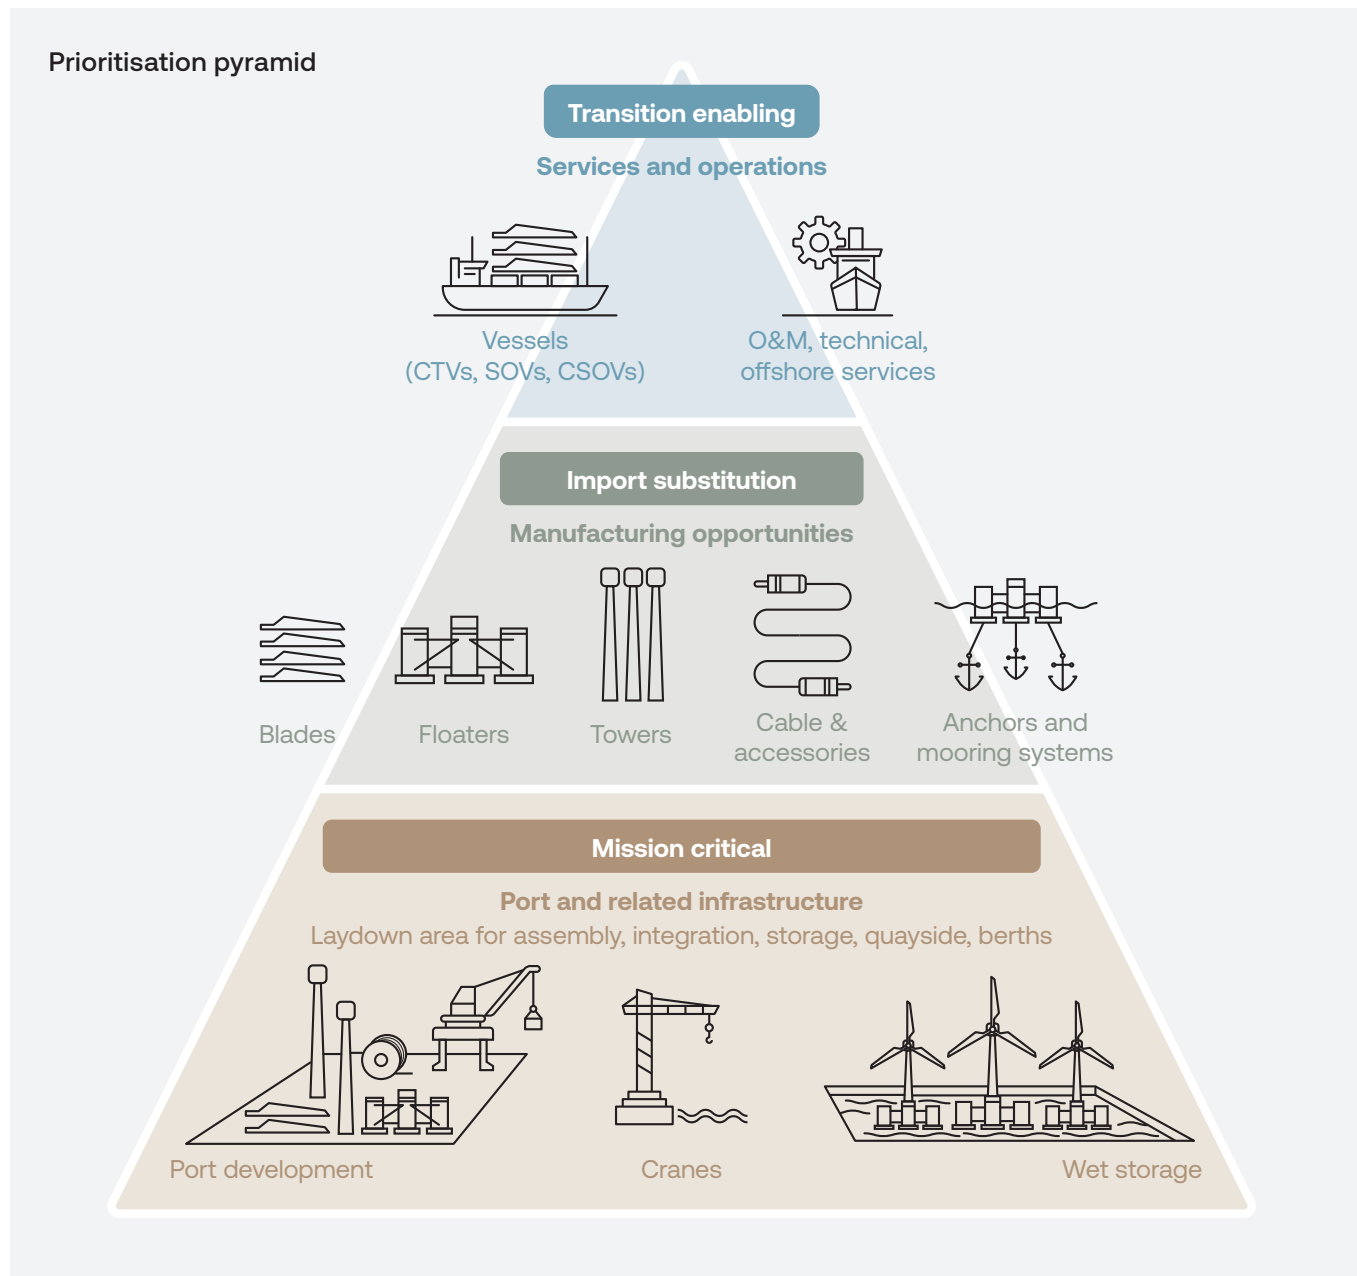 Prioritisation pyramid
Transition enabling
Services and operations
Vessels
(CTVs, SOVs, CSOVs)
O&M, technical,
offshore services
Import substitution
Manufacturing opportunities
Blades
Floaters
Towers
Cable &
accessories
Anchors and
mooring systems
Mission critical
Port and related infrastructure
Laydown area for assembly, integration, storage, quayside, berths
Port development
Cranes
Wet storage